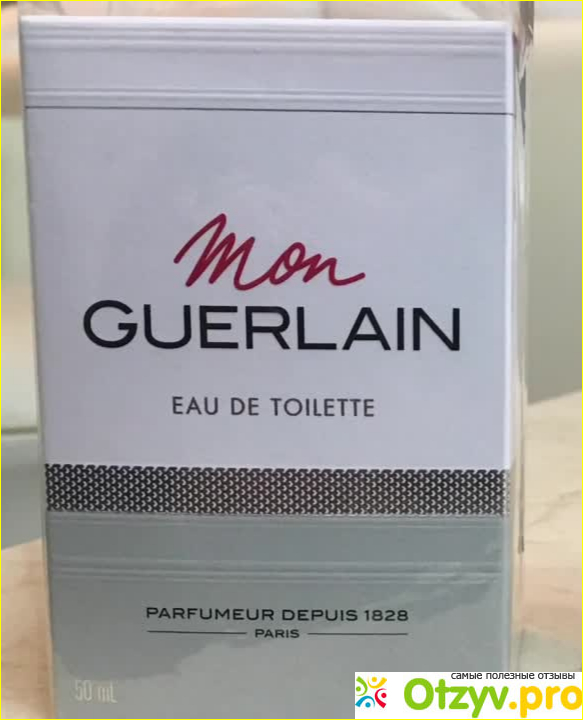 Mon
GUERLAIN
EAU DE TOILETTE
PARFUMEUR DEPUIS 1828
PARIS
50 mL
самые полезные отзывы
Otzyv.pro